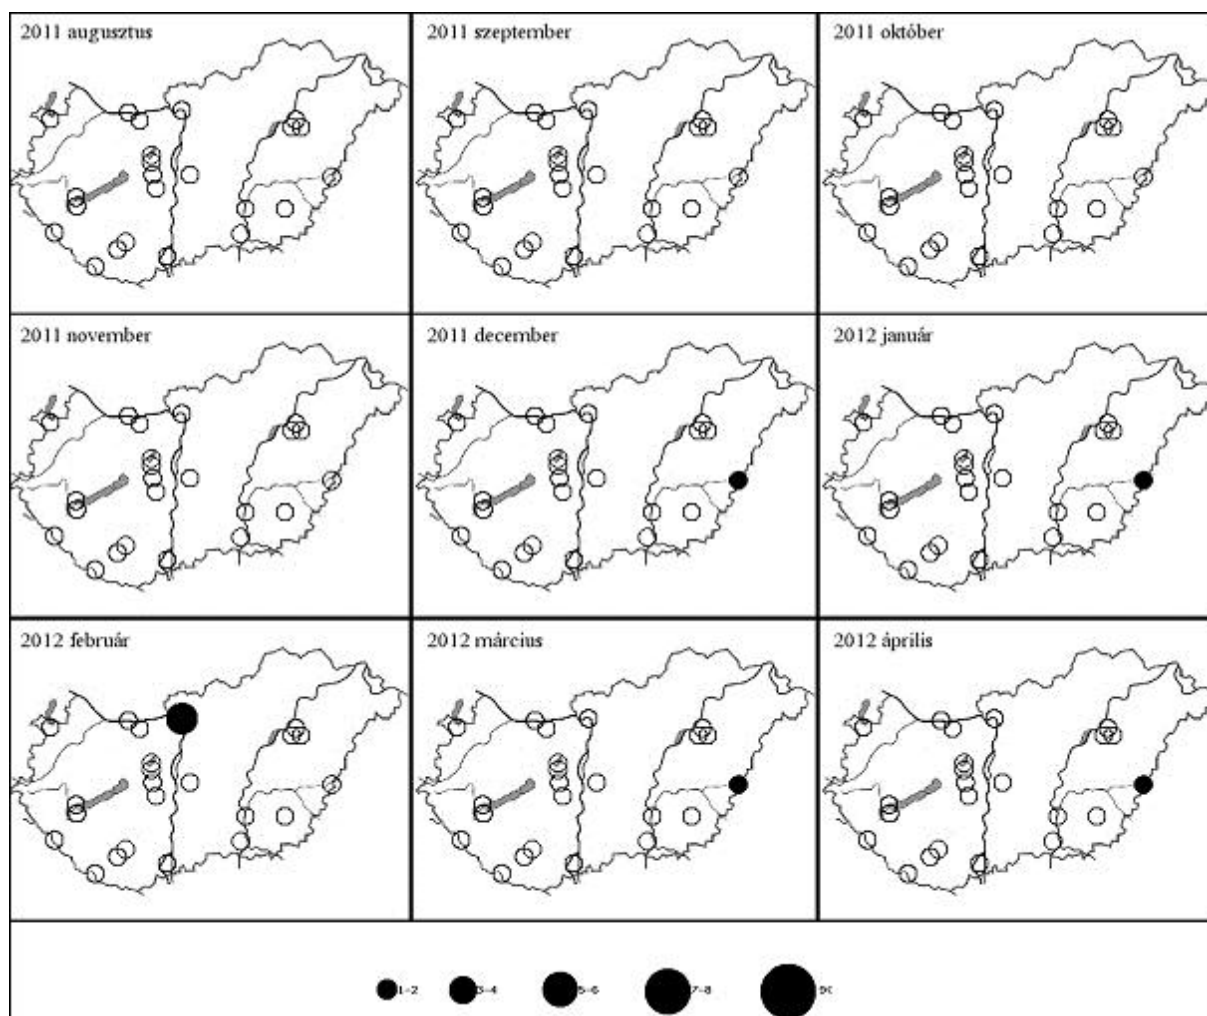 2011 augusztus
2011 szeptember
2011 október
2011 november
2011 december
2012 január
2012 február
2012 március
2012 április
1-2
3-4
5-6
7-8